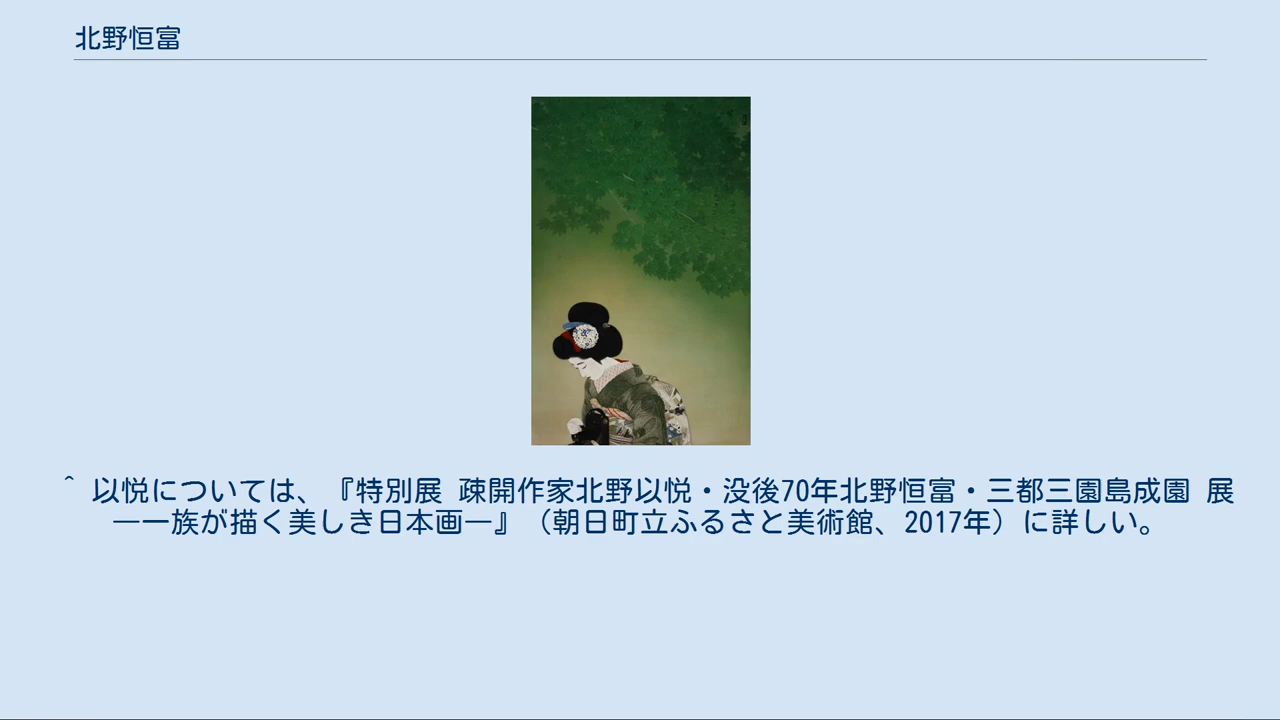 北野恒富
^ 以悦については、『特別展 疎開作家北野以悦・没後70年北野恒富・三都三園島成園 展
―一族が描く美しき日本画―』（朝日町立ふるさと美術館、2017年）に詳しい。